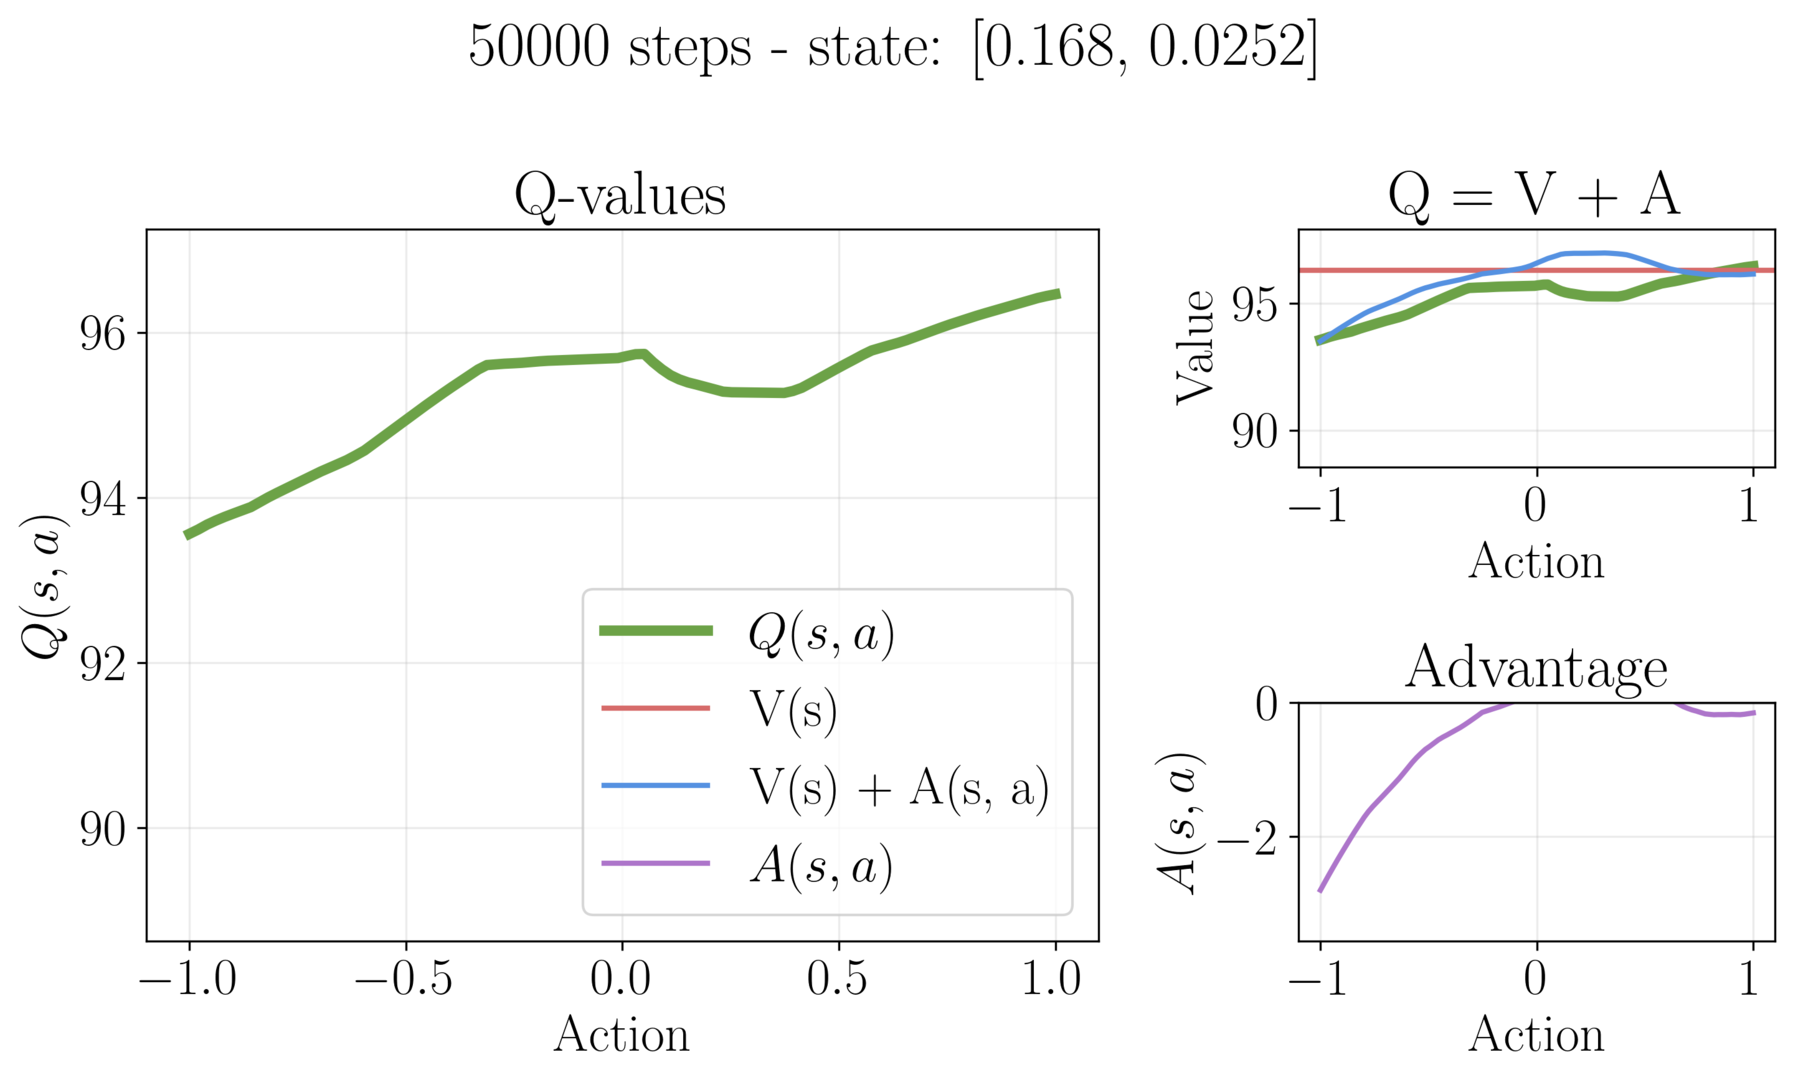 50000 steps - state: [0.168, 0.0252]
Q-values
Q(s, a)
96
94
92
90
−1.0 −0.5 0.0 0.5 1.0
Action
Q(s, a)
V(s)
V(s) + A(s, a)
A(s, a)
Q = V + A
Value
95
90
−1 0 1
Action
Advantage
A(s, a)
0
−2
−1 0 1
Action